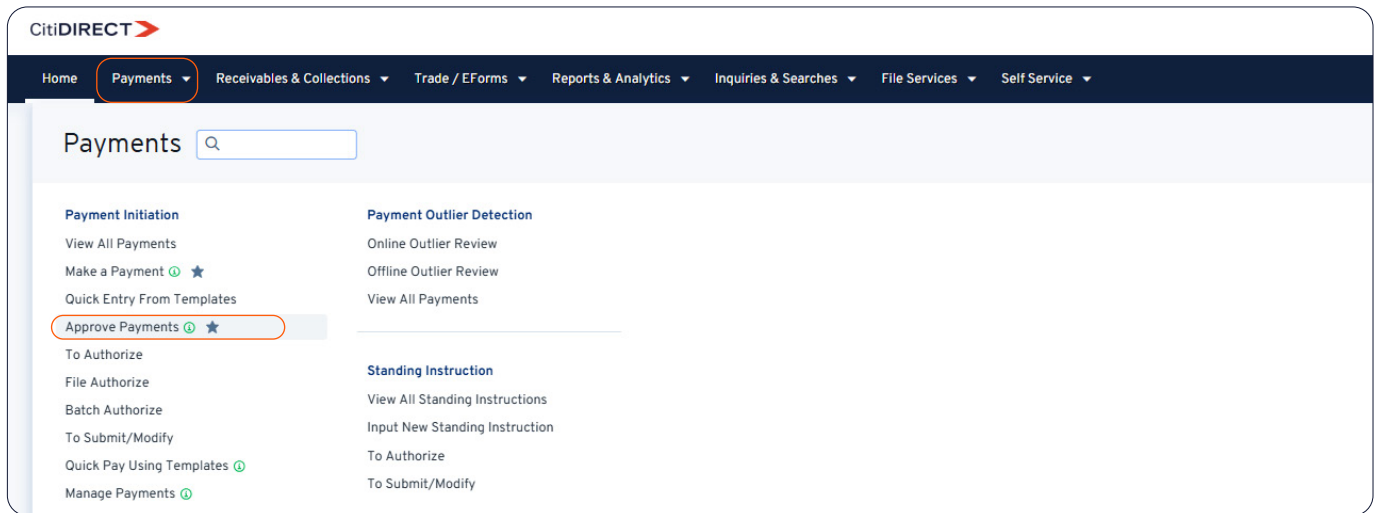 CitiDIRECT
Home Payments Receivables & Collections Trade / EForms Reports & Analytics Inquiries & Searches File Services Self Service
Payments
Payment Initiation
View All Payments
Make a Payment
Quick Entry From Templates
Approve Payments
To Authorize
File Authorize
Batch Authorize
To Submit/Modify
Quick Pay Using Templates
Manage Payments
Payment Outlier Detection
Online Outlier Review
Offline Outlier Review
View All Payments
Standing Instruction
View All Standing Instructions
Input New Standing Instruction
To Authorize
To Submit/Modify